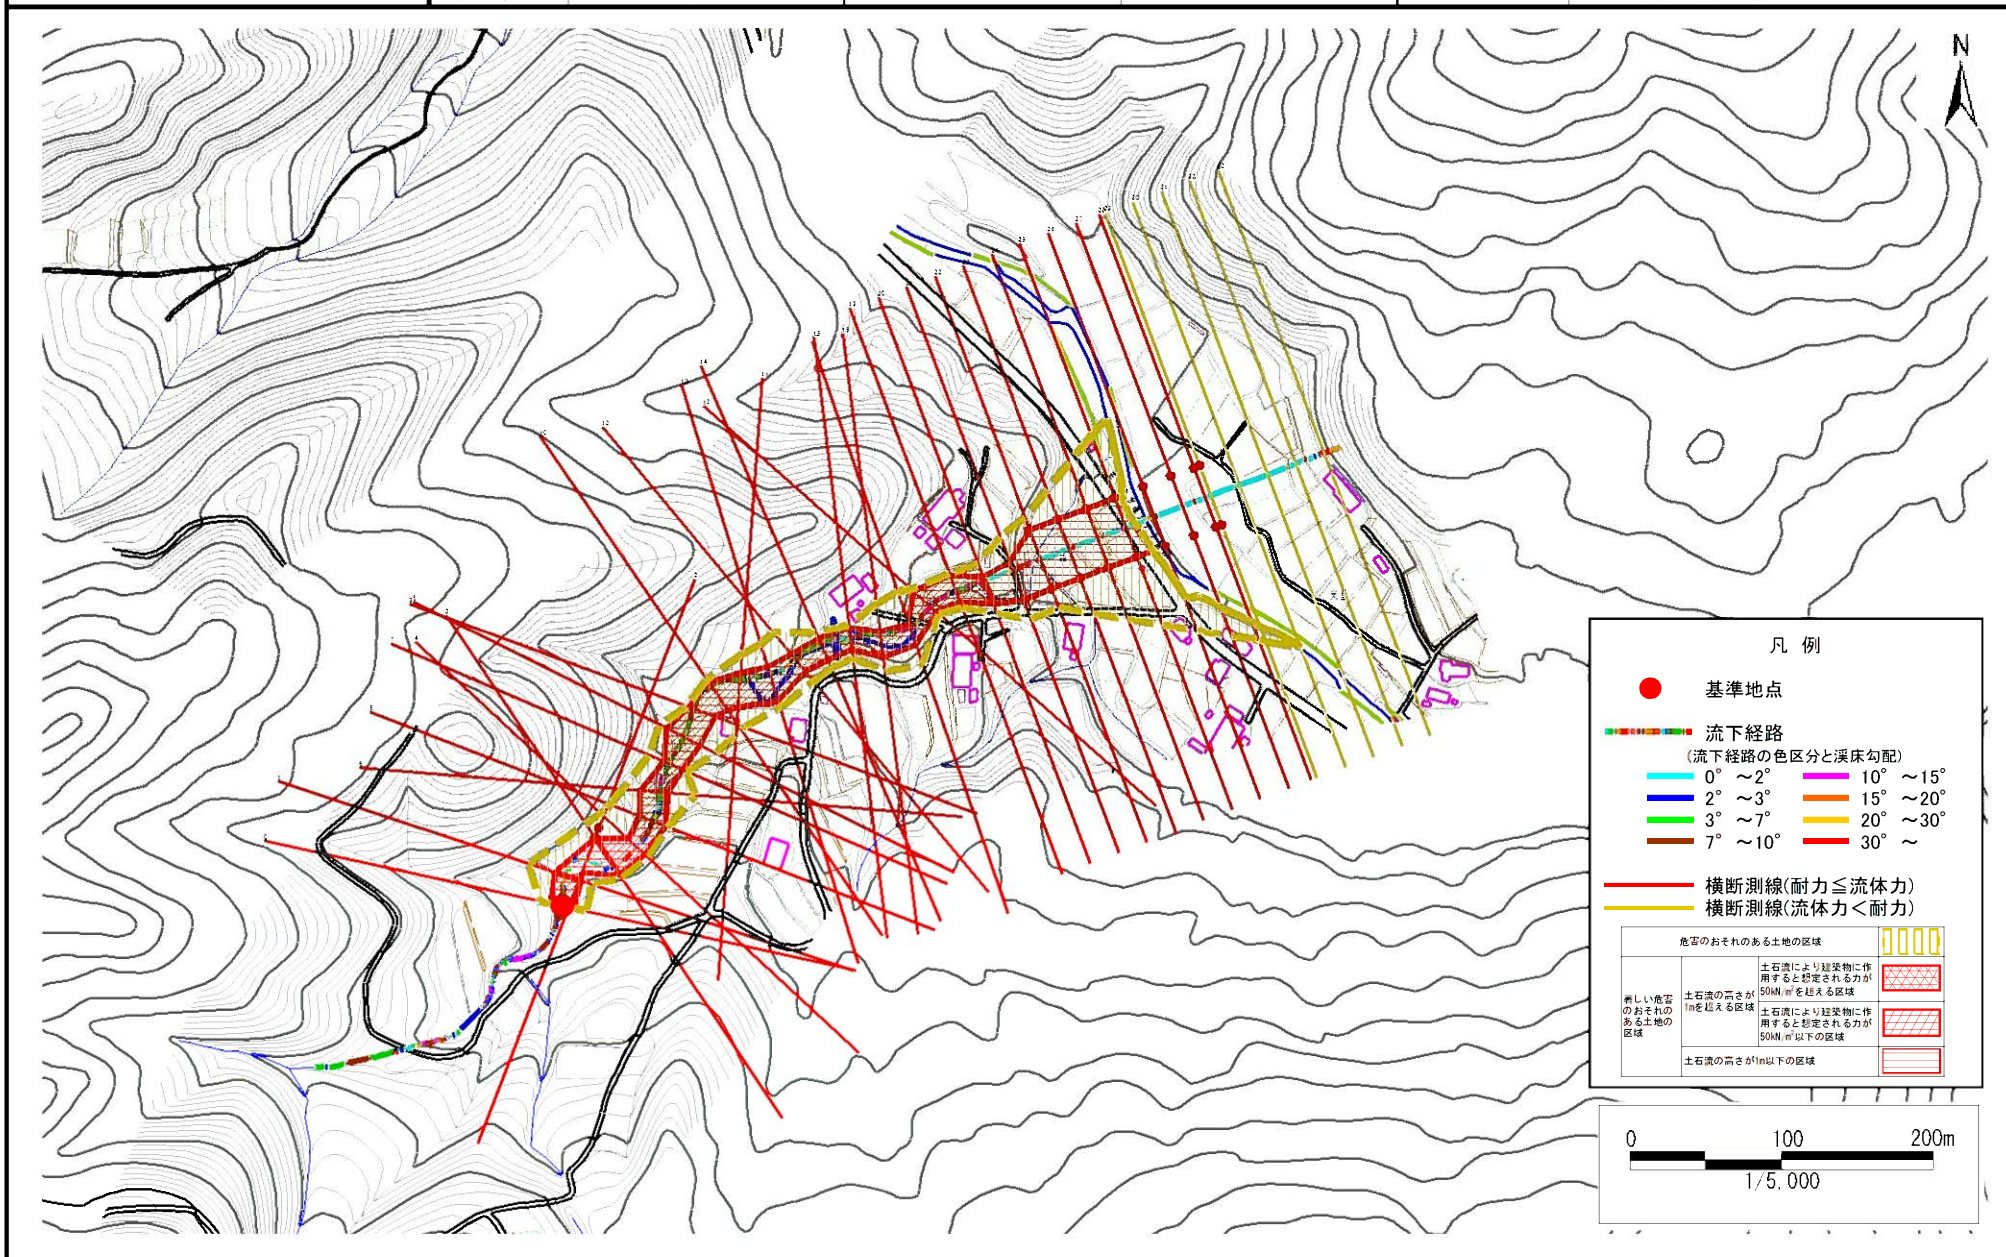 N
凡 例
基準地点
流下経路
(流下経路の色区分と渓床勾配)
0° ～2° 10° ～15°
2° ～3° 15° ～20°
3° ～7° 20° ～30°
7° ～10° 30° ～
横断測線(耐力≦流体力)
横断測線(流体力＜耐力)
危害のおそれのある土地の区域
著しい危害
のおそれの
ある土地の
区域
土石流の高さが
1mを超える区域
土石流により建築物に作
用すると想定される力が
50kN/㎡を超える区域
土石流により建築物に作
用すると想定される力が
50kN/㎡以下の区域
土石流の高さが1m以下の区域
0 100 200m
1/5,000